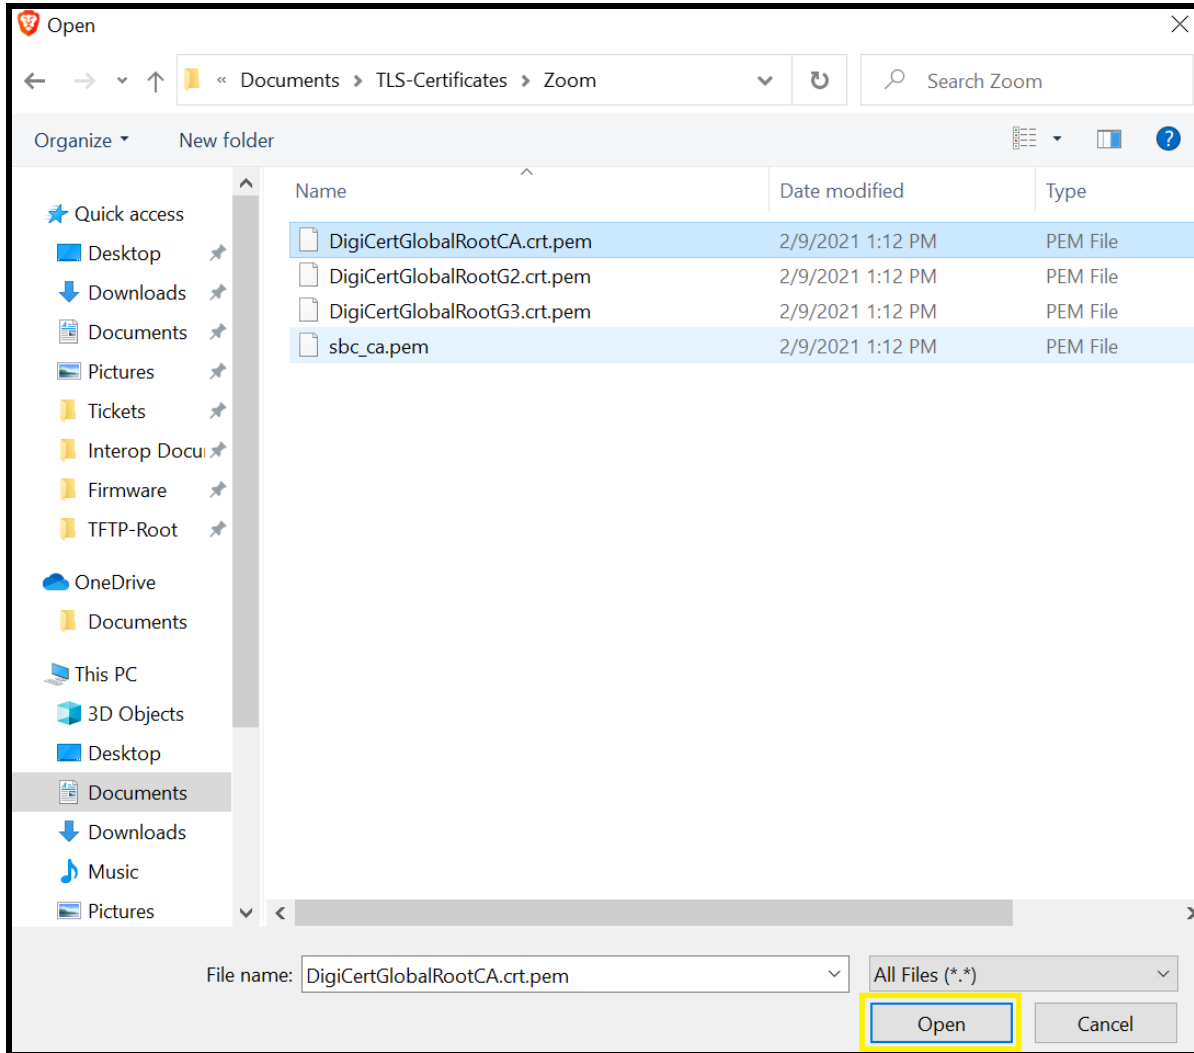 Open
« Documents > TLS-Certificates > Zoom
Search Zoom
Organize
New folder
Name
Date modified
Type
Quick access
Desktop
Downloads
Documents
Pictures
Tickets
Interop Docu
Firmware
TFTP-Root
OneDrive
Documents
This PC
3D Objects
Desktop
Documents
Downloads
Music
Pictures
DigiCertGlobalRootCA.crt.pem 2/9/2021 1:12 PM PEM File
DigiCertGlobalRootG2.crt.pem 2/9/2021 1:12 PM PEM File
DigiCertGlobalRootG3.crt.pem 2/9/2021 1:12 PM PEM File
sbc_ca.pem 2/9/2021 1:12 PM PEM File
File name: DigiCertGlobalRootCA.crt.pem
All Files (*.*)
Open
Cancel